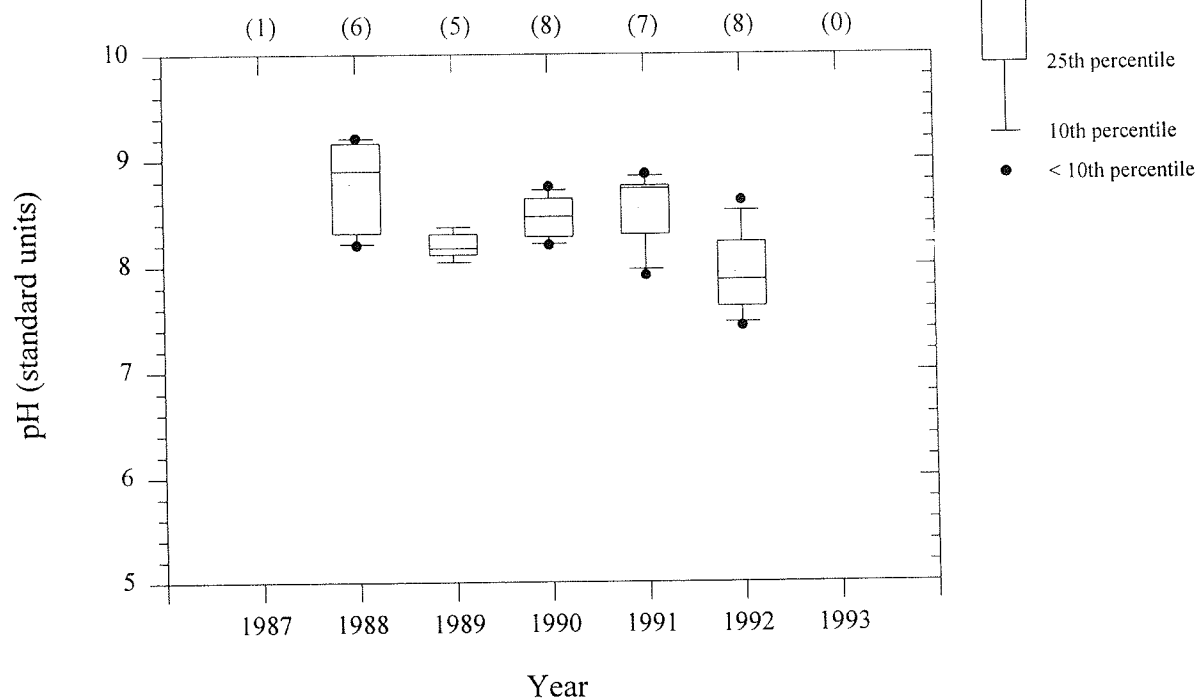 (1) (6) (5) (8) (7) (8) (0)
10
9
8
7
6
5
pH (standard units)
1987 1988 1989 1990 1991 1992 1993
Year
25th percentile
10th percentile
< 10th percentile